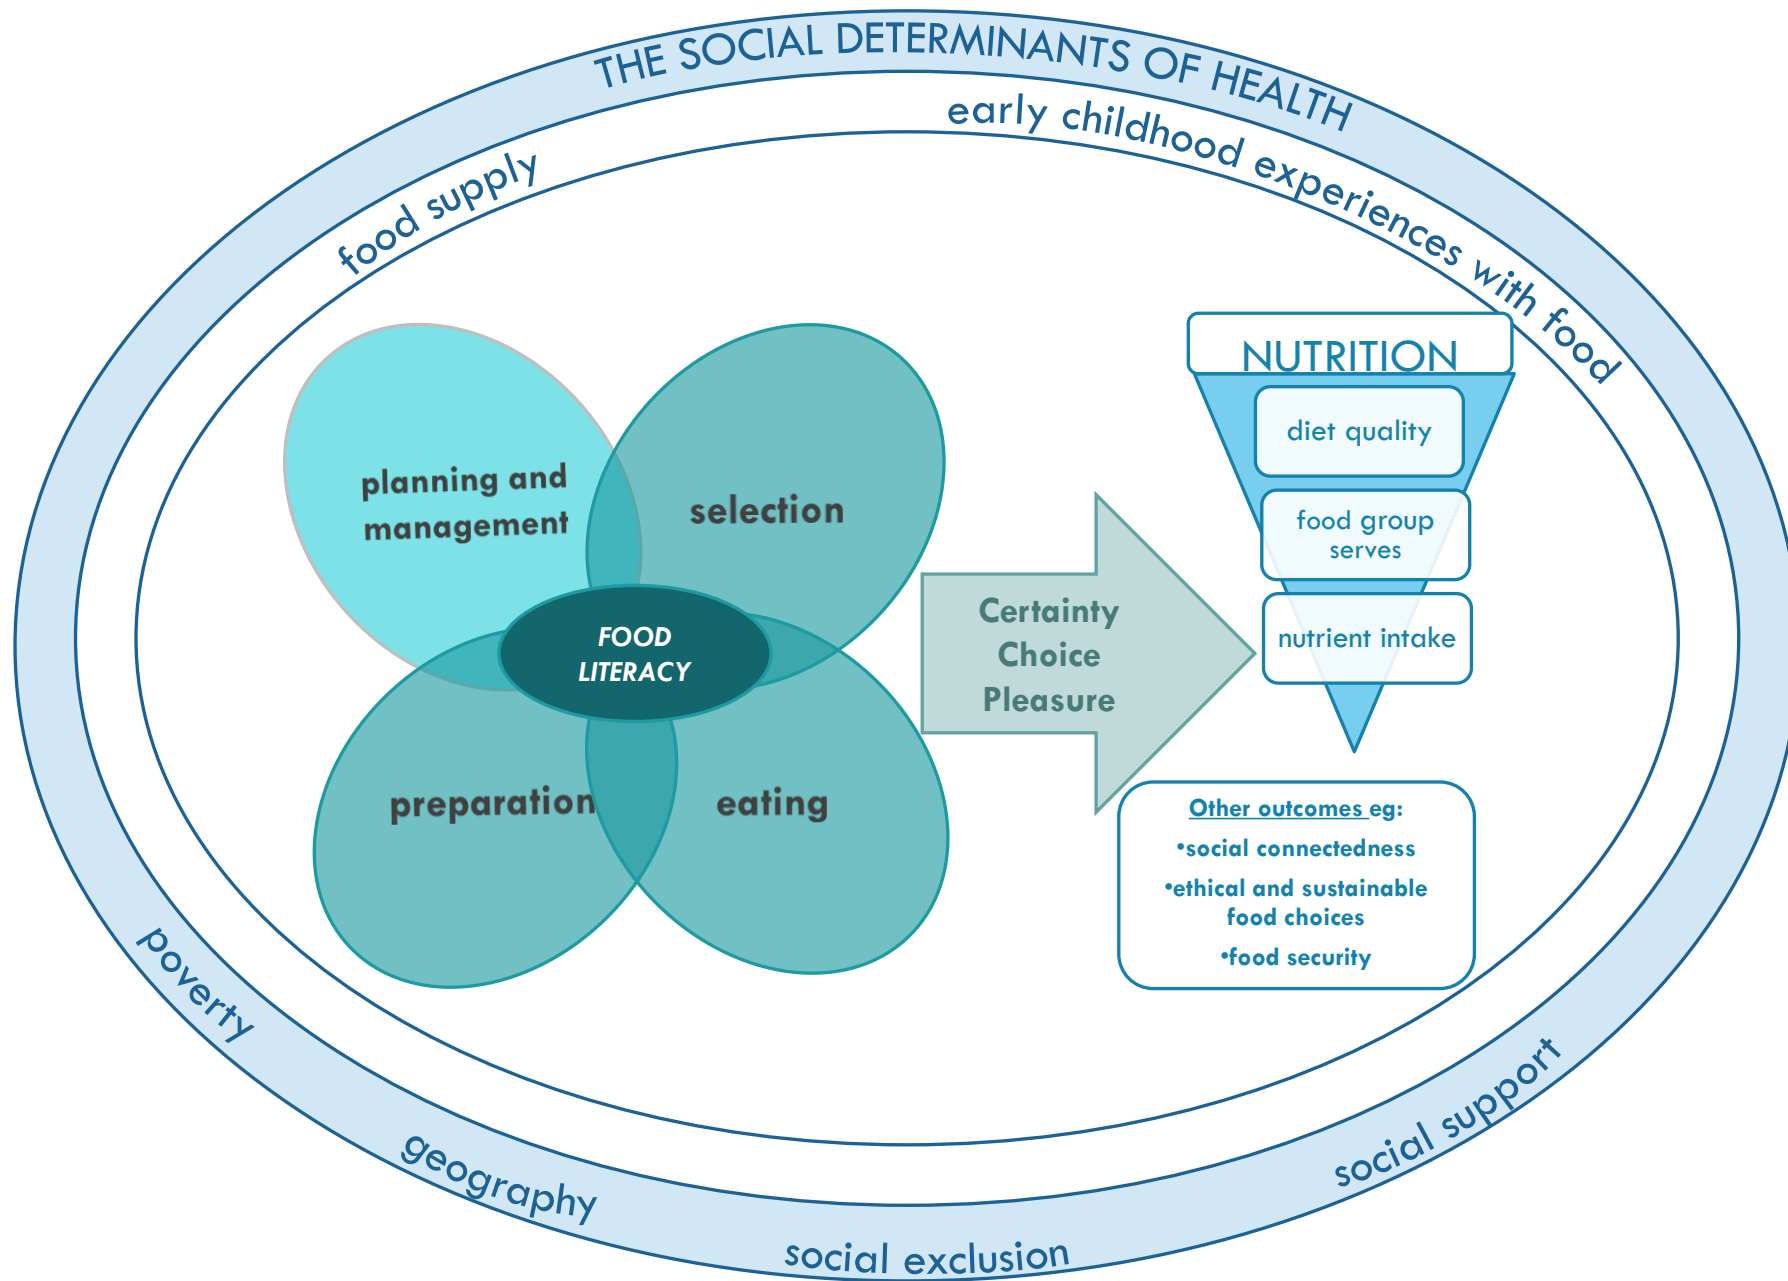 THE SOCIAL DETERMINANTS OF HEALTH
early childhood experiences with food
food supply
planning and
management
selection
FOOD
LITERACY
preparation
eating
Certainty
Choice
Pleasure
NUTRITION
diet quality
food group
serves
nutrient intake
Other outcomes eg:
•social connectedness
•ethical and sustainable
food choices
•food security
poverty
geography
social exclusion
social support